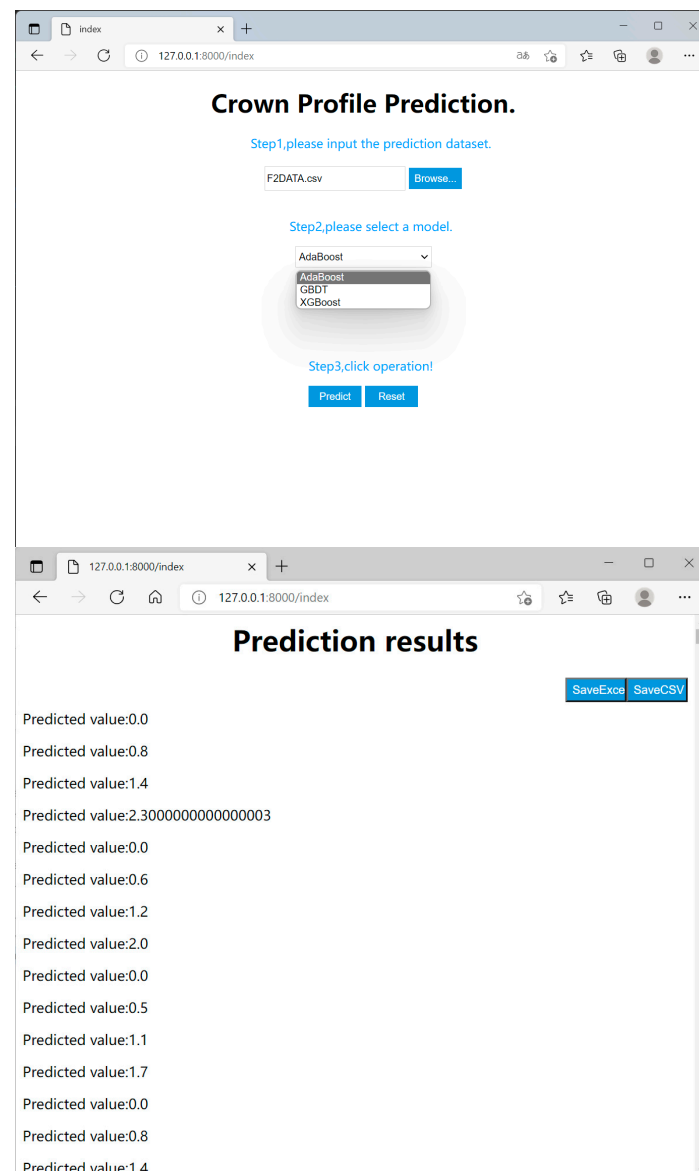 index
127.0.0.1:8000/index
Crown Profile Prediction.
Step1,please input the prediction dataset.
F2DATA.csv Browse...
Step2,please select a model.
AdaBoost
AdaBoost
GBDT
XGBoost
Step3,click operation!
Predict Reset
127.0.0.1:8000/index
127.0.0.1:8000/index
Prediction results
SaveExce SaveCSV
Predicted value:0.0
Predicted value:0.8
Predicted value:1.4
Predicted value:2.3000000000000003
Predicted value:0.0
Predicted value:0.6
Predicted value:1.2
Predicted value:2.0
Predicted value:0.0
Predicted value:0.5
Predicted value:1.1
Predicted value:1.7
Predicted value:0.0
Predicted value:0.8
Predicted value:1.4